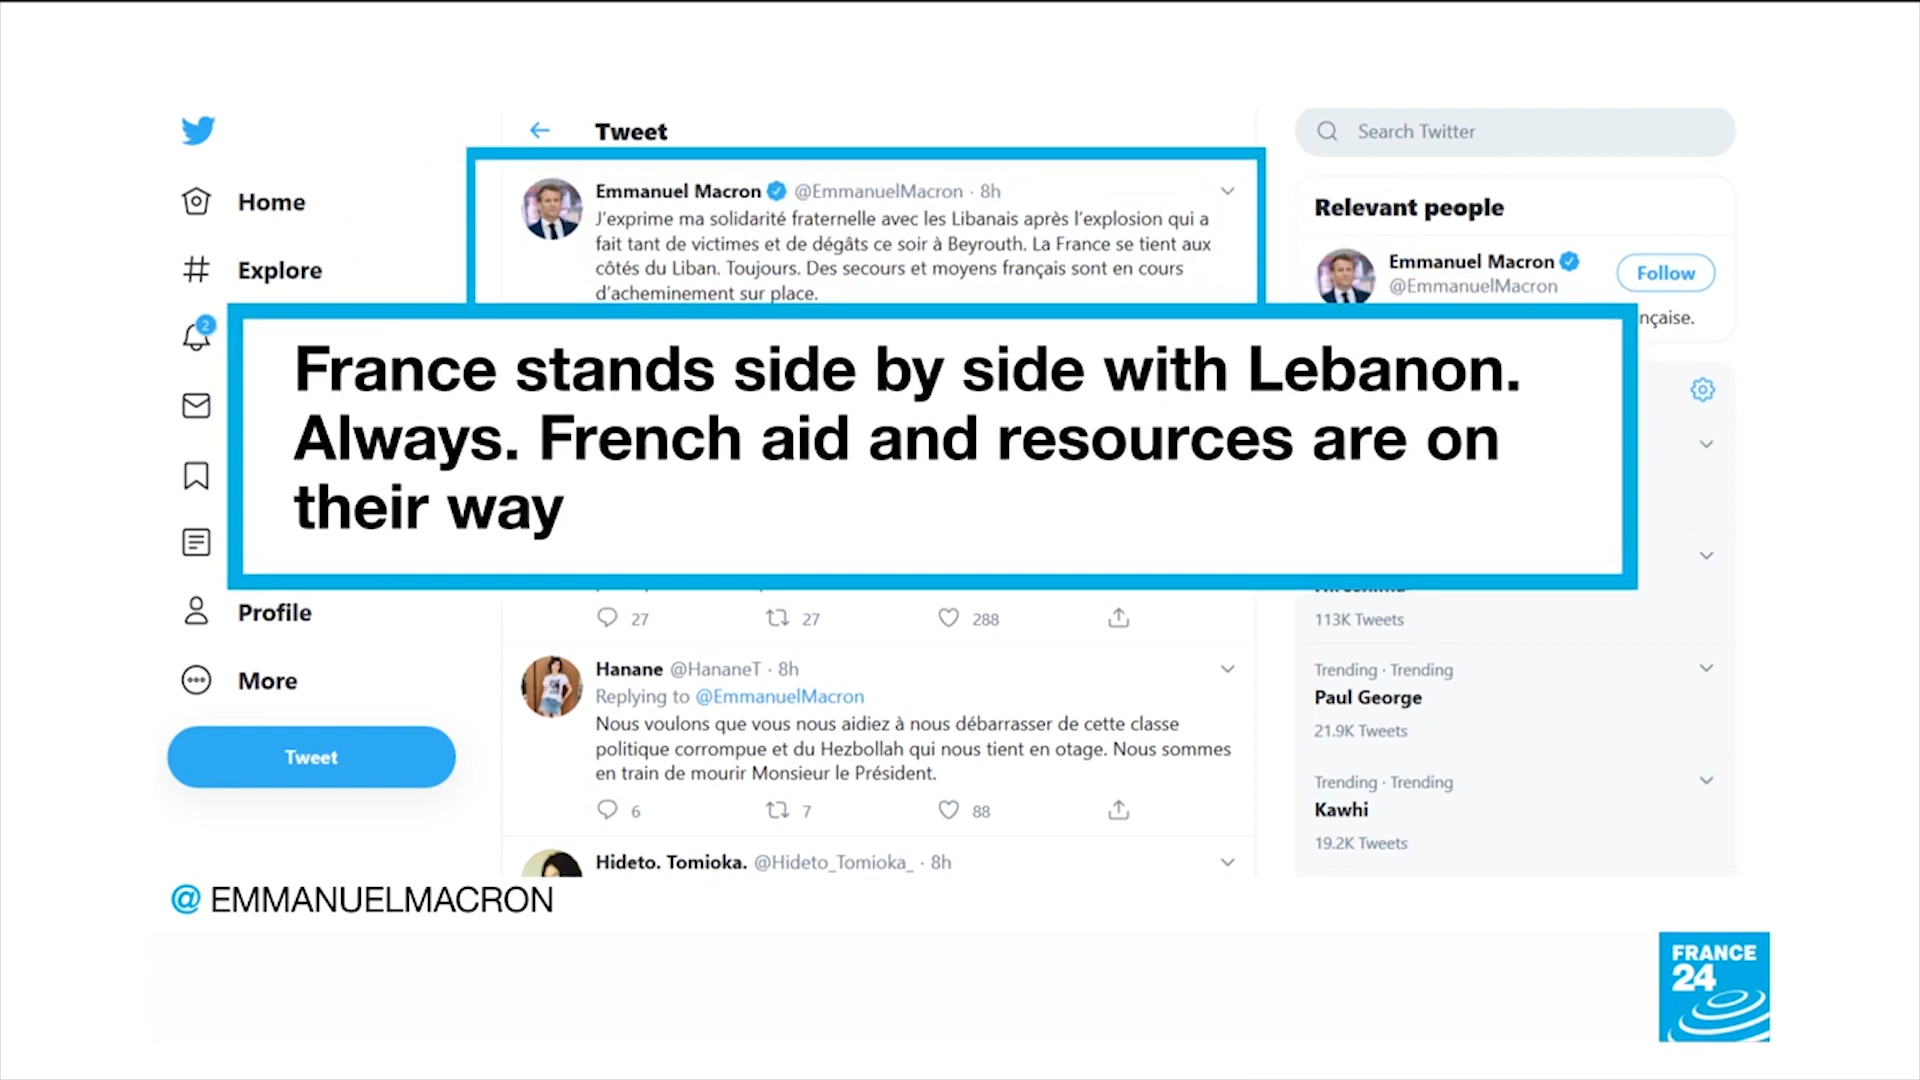 Tweet
Search Twitter
Home
Explore
2
Profile
More
Tweet
Emmanuel Macron @EmmanuelMacron · 8h
J'exprime ma solidarité fraternelle avec les Libanais après l'explosion qui a
fait tant de victimes et de dégâts ce soir à Beyrouth. La France se tient aux
côtés du Liban. Toujours. Des secours et moyens français sont en cours
d'acheminement sur place.
France stands side by side with Lebanon.
Always. French aid and resources are on
their way
27 27 288
Hanane @HananeT · 8h
Replying to @EmmanuelMacron
Nous voulons que vous nous aidiez à nous débarrasser de cette classe
politique corrompue et du Hezbollah qui nous tient en otage. Nous sommes
en train de mourir Monsieur le Président.
6 7 88
Hideto. Tomioka. @Hideto_Tomioka_ · 8h
Relevant people
Emmanuel Macron
@EmmanuelMacron
Follow
nçaise.
113K Tweets
Trending · Trending
Paul George
21.9K Tweets
Trending · Trending
Kawhi
19.2K Tweets
@ EMMANUELMACRON
FRANCE
24